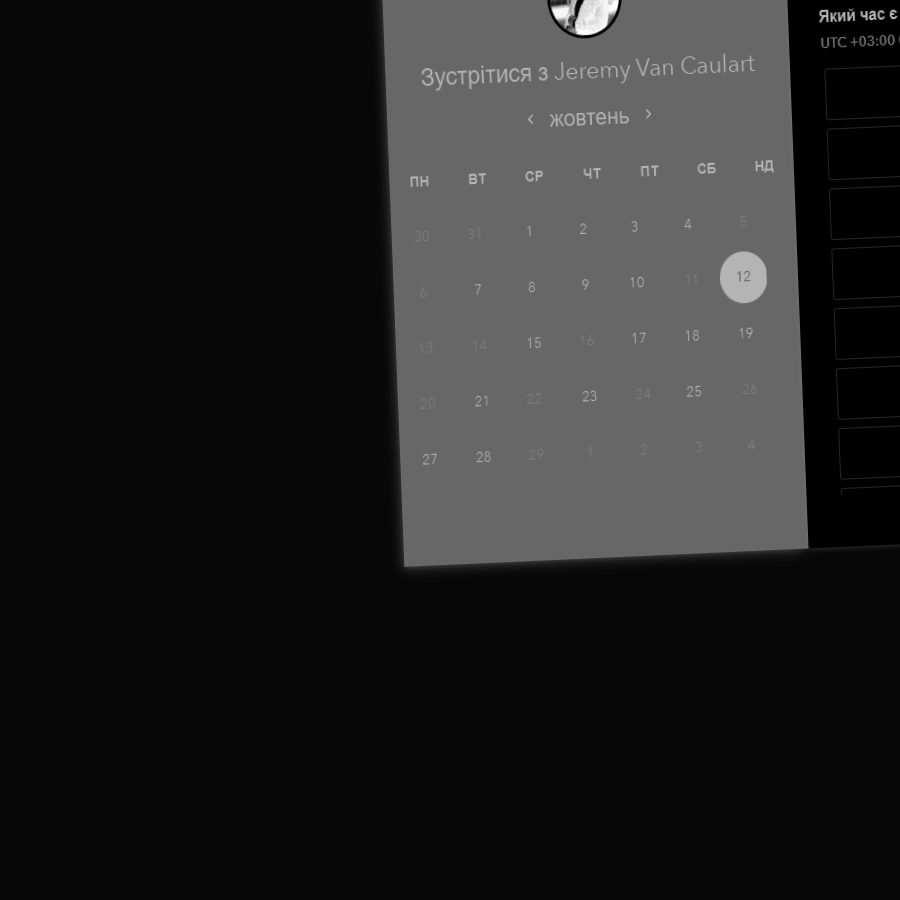 Зустрітися з Jeremy Van Caulart
‹ жовтень ›
ПН ВТ СР ЧТ ПТ СБ НД
30 31 1 2 3 4 5
6 7 8 9 10 11 12
13 14 15 16 17 18 19
20 21 22 23 24 25 26
27 28 29 1 2 3 4
Який час є
UTC +03:00